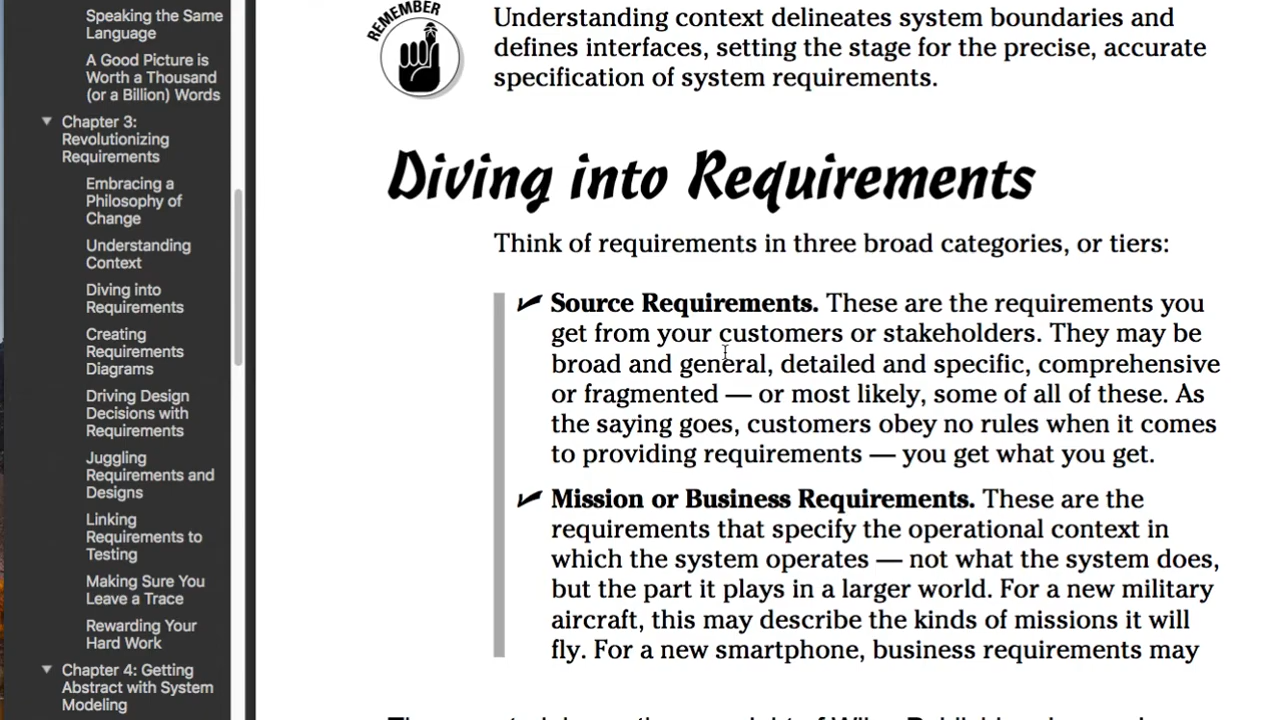 Speaking the Same
Language
A Good Picture is
Worth a Thousand
(or a Billion) Words
Chapter 3:
Revolutionizing
Requirements
Embracing a
Philosophy of
Change
Understanding
Context
Diving into
Requirements
Creating
Requirements
Diagrams
Driving Design
Decisions with
Requirements
Juggling
Requirements and
Designs
Linking
Requirements to
Testing
Making Sure You
Leave a Trace
Rewarding Your
Hard Work
Chapter 4: Getting
Abstract with System
Modeling
REMEMBER
Understanding context delineates system boundaries and
defines interfaces, setting the stage for the precise, accurate
specification of system requirements.
Diving into Requirements
Think of requirements in three broad categories, or tiers:
Source Requirements. These are the requirements you
get from your customers or stakeholders. They may be
broad and general, detailed and specific, comprehensive
or fragmented — or most likely, some of all of these. As
the saying goes, customers obey no rules when it comes
to providing requirements — you get what you get.
Mission or Business Requirements. These are the
requirements that specify the operational context in
which the system operates — not what the system does,
but the part it plays in a larger world. For a new military
aircraft, this may describe the kinds of missions it will
fly. For a new smartphone, business requirements may